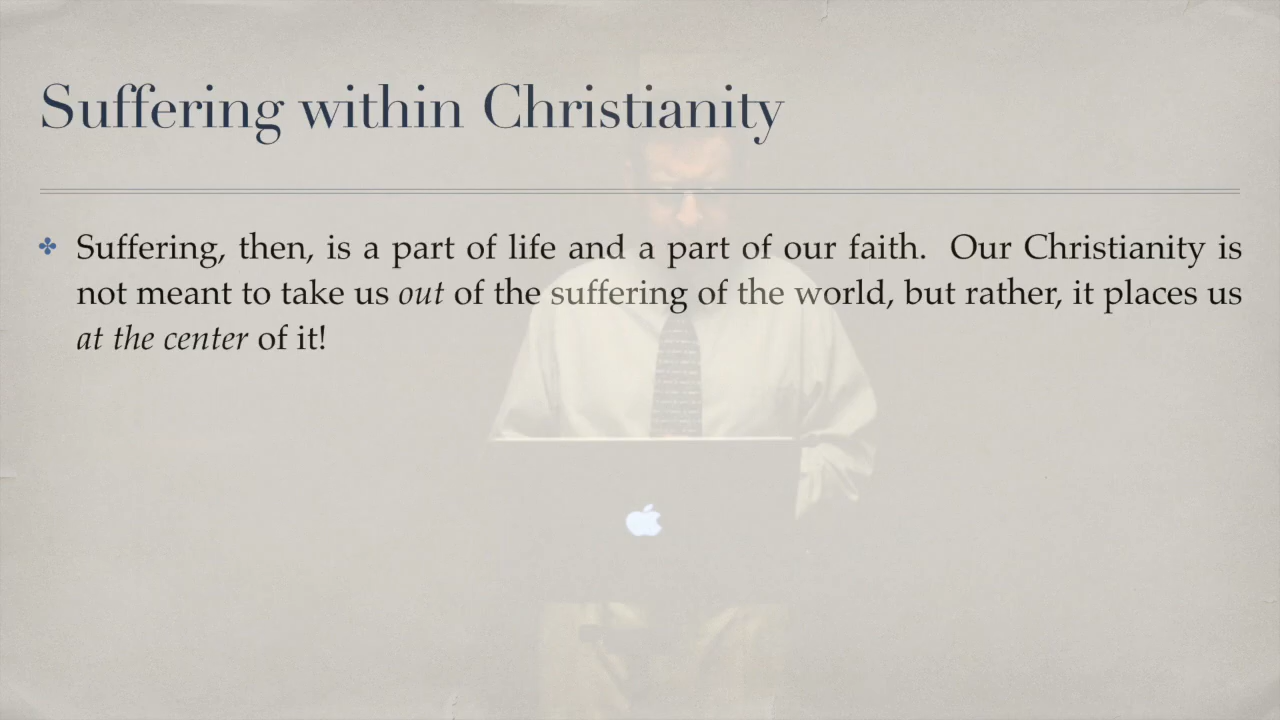 Suffering within Christianity
Suffering, then, is a part of life and a part of our faith. Our Christianity is
not meant to take us out of the suffering of the world, but rather, it places us
at the center of it!